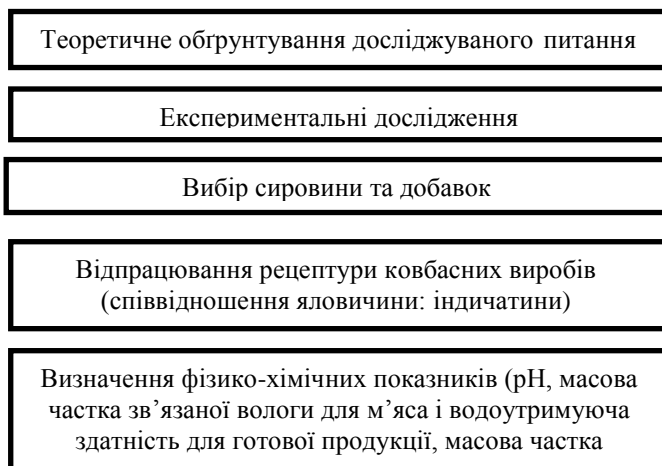 Теоретичне обґрунтування досліджуваного питання
Експериментальні дослідження
Вибір сировини та добавок
Відпрацювання рецептури ковбасних виробів
(співвідношення яловичини: індичатини)
Визначення фізико-хімічних показників (рН, масова
частка зв’язаної вологи для м’яса і водоутримуюча
здатність для готової продукції, масова частка